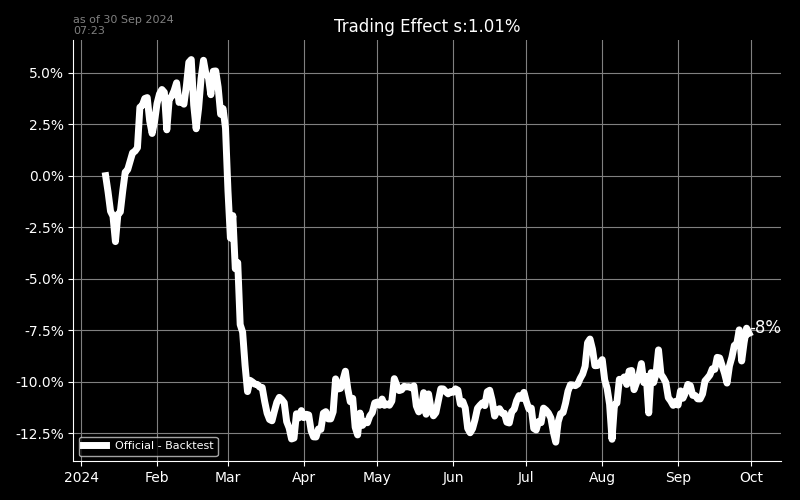 as of 30 Sep 2024
07:23
Trading Effect s:1.01%
5.0%
2.5%
0.0%
-2.5%
-5.0%
-7.5%
-10.0%
-12.5%
-8%
Official - Backtest
2024 Feb Mar Apr May Jun Jul Aug Sep Oct